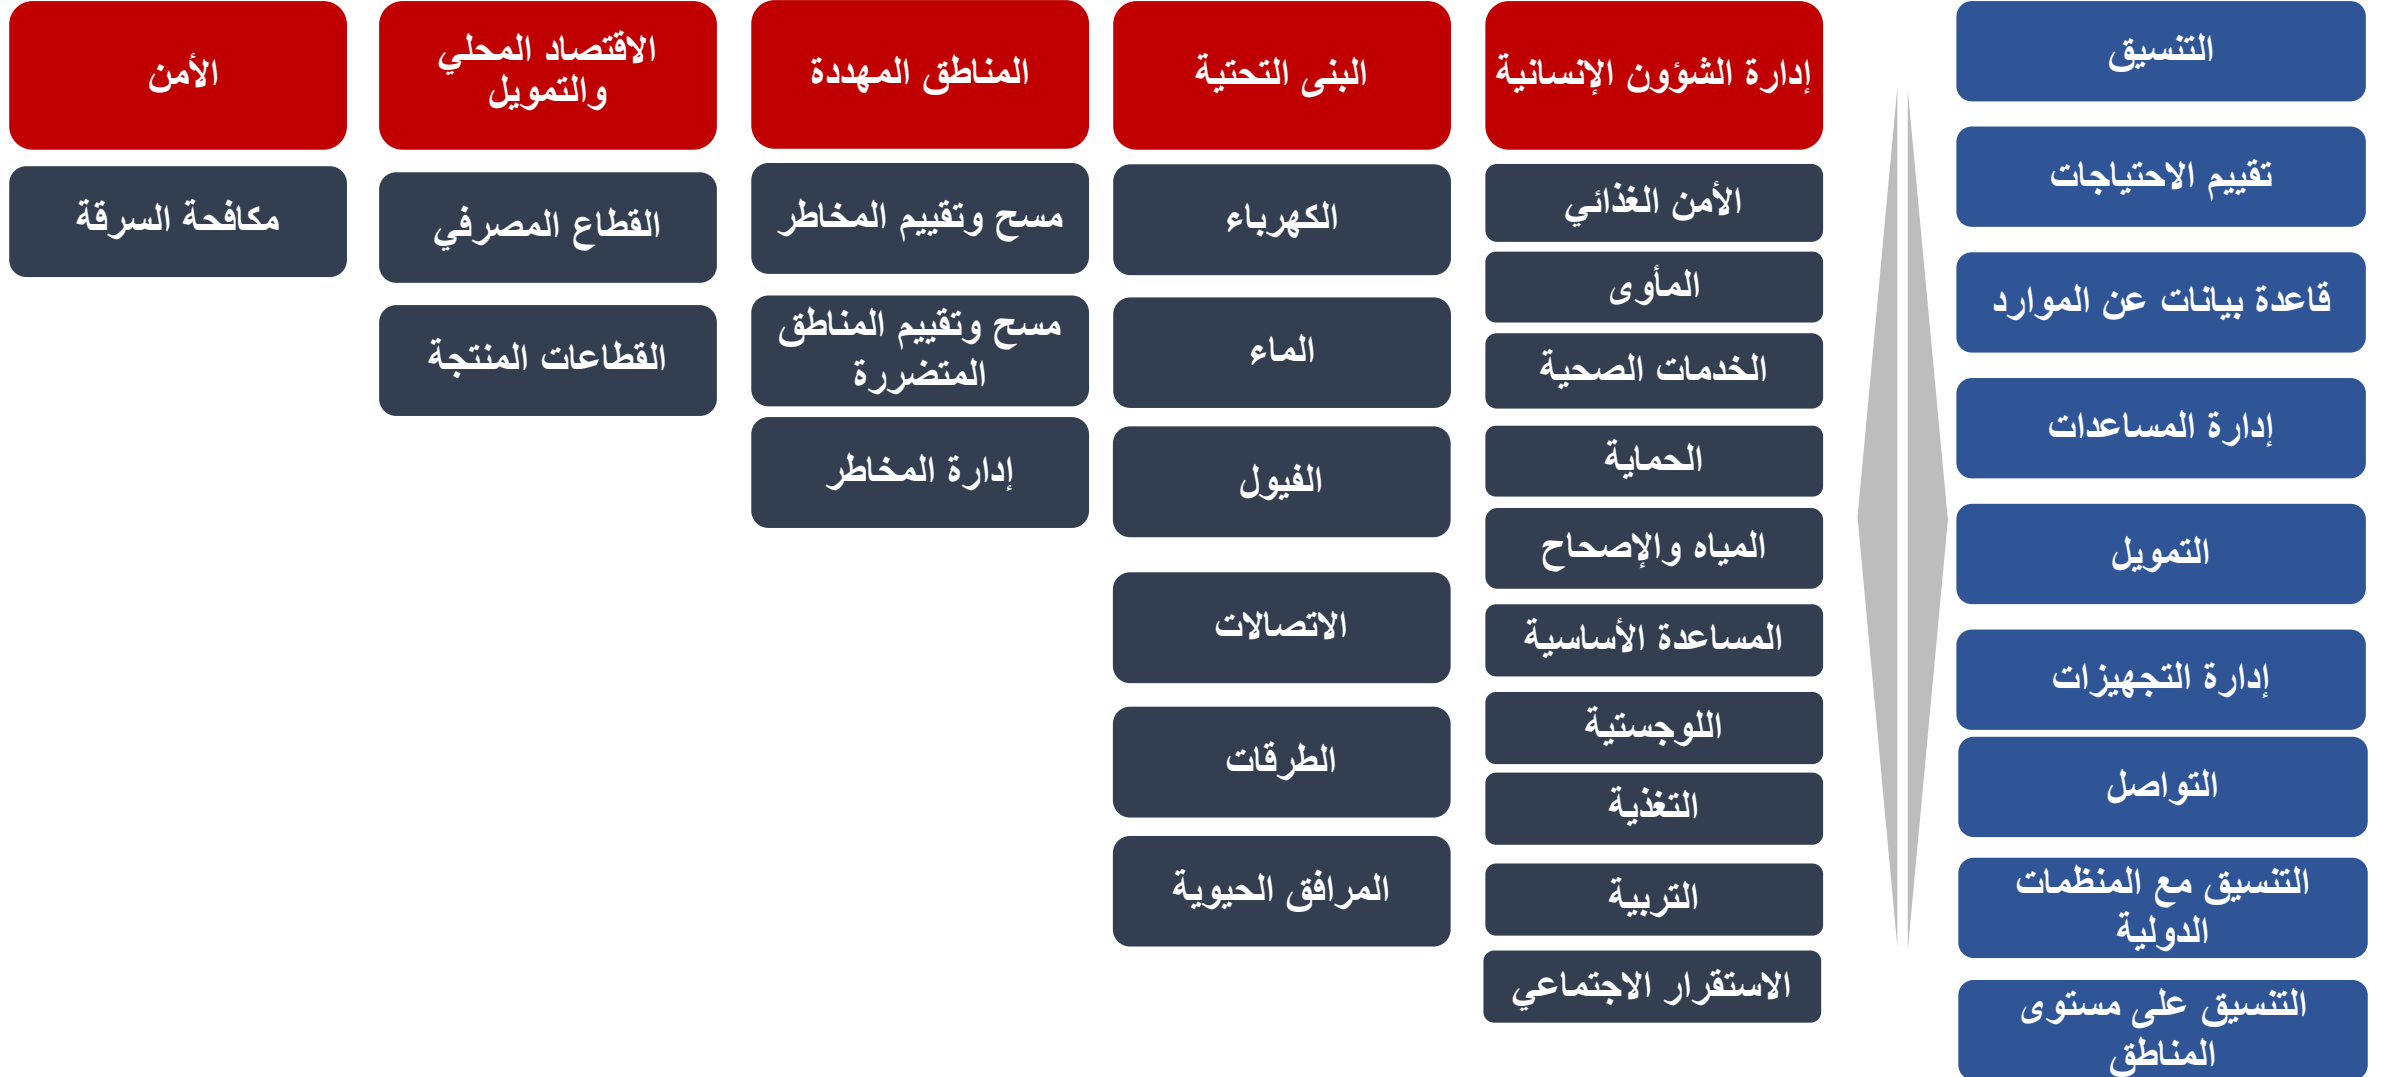 التنسيق
تقييم الاحتياجات
قاعدة بيانات عن الموارد
إدارة المساعدات
التمويل
إدارة التجهيزات
التواصل
التنسيق مع المنظمات
الدولية
التنسيق على مستوى
المناطق
إدارة الشؤون الإنسانية
الأمن الغذائي
المأوى
الخدمات الصحية
الحماية
المياه والإصحاح
المساعدة الأساسية
اللوجستية
التغذية
التربية
الاستقرار الاجتماعي
البنى التحتية
الكهرباء
الماء
الفيول
الاتصالات
الطرقات
المرافق الحيوية
المناطق المهددة
مسح وتقييم المخاطر
مسح وتقييم المناطق
المتضررة
إدارة المخاطر
الاقتصاد المحلي
والتمويل
القطاع المصرفي
القطاعات المنتجة
الأمن
مكافحة السرقة